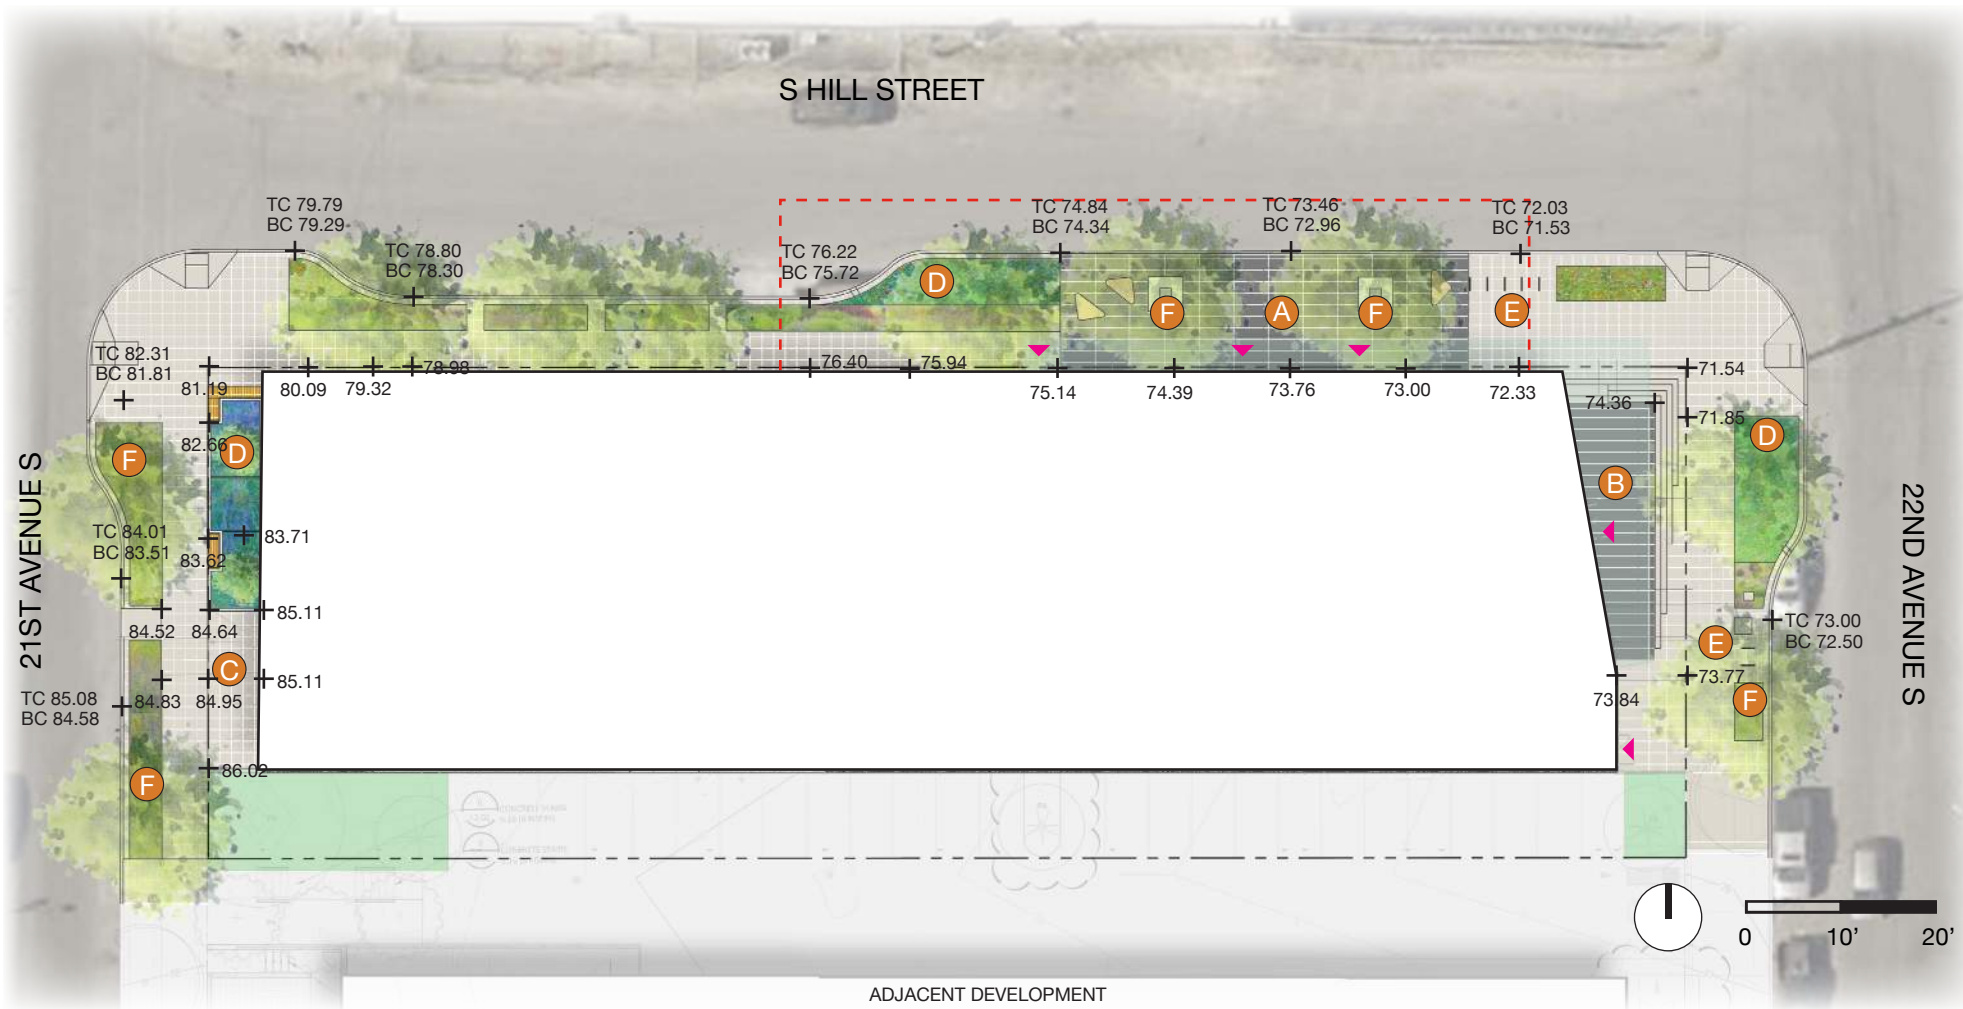 S HILL STREET
TC 79.79
BC 79.29
TC 78.80
BC 78.30
TC 76.22
BC 75.72
TC 74.84
BC 74.34
TC 73.46
BC 72.96
TC 72.03
BC 71.53
D
F
A
F
E
TC 82.31
BC 81.81
81.19
80.09
79.32
78.98
76.40
75.94
75.14
74.39
73.76
73.00
72.33
71.54
74.36
71.85
F
82.66
D
D
B
21ST AVENUE S
22ND AVENUE S
TC 84.01
BC 83.51
83.71
83.62
85.11
84.52
84.64
TC 73.00
BC 72.50
E
C
85.11
73.77
TC 85.08
BC 84.58
84.83
84.95
73.84
F
86.02
F
0
10'
20'
ADJACENT DEVELOPMENT